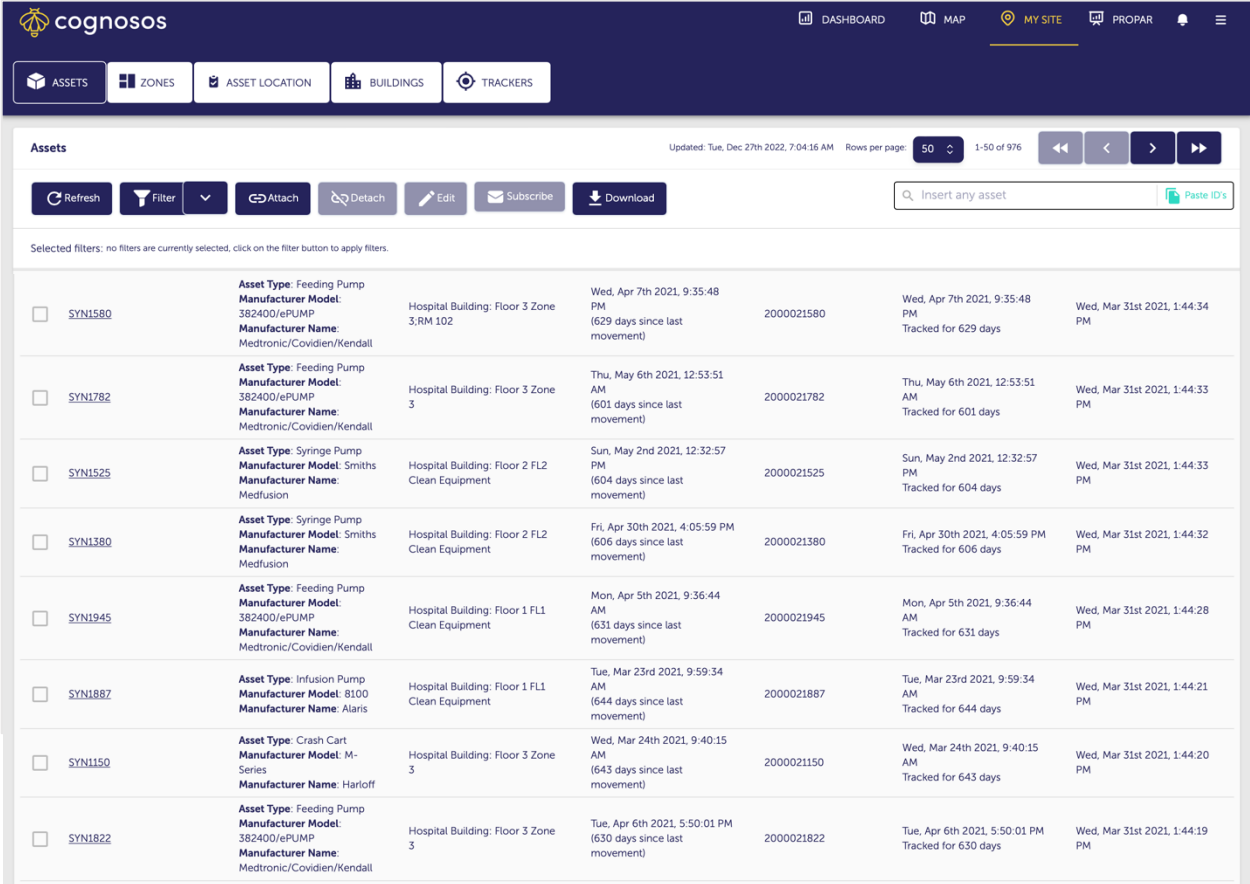 cognosos
DASHBOARD MAP MY SITE PROPAR
ASSETS ZONES ASSET LOCATION BUILDINGS TRACKERS
Assets Updated: Tue, Dec 27th 2022, 7:04:16 AM Rows per page: 50 1-50 of 976
Refresh Filter Attach Detach Edit Subscribe Download Insert any asset Paste ID's
Selected filters: no filters are currently selected, click on the filter button to apply filters.
SYN1580
Asset Type: Feeding Pump
Manufacturer Model:
382400/ePUMP
Manufacturer Name:
Medtronic/Covidien/Kendall
Hospital Building: Floor 3 Zone
3;RM 102
Wed, Apr 7th 2021, 9:35:48
PM
(629 days since last
movement)
2000021580
Wed, Apr 7th 2021, 9:35:48
PM
Tracked for 629 days
Wed, Mar 31st 2021, 1:44:34
PM
SYN1782
Asset Type: Feeding Pump
Manufacturer Model:
382400/ePUMP
Manufacturer Name:
Medtronic/Covidien/Kendall
Hospital Building: Floor 3 Zone
3
Thu, May 6th 2021, 12:53:51
AM
(601 days since last
movement)
2000021782
Thu, May 6th 2021, 12:53:51
AM
Tracked for 601 days
Wed, Mar 31st 2021, 1:44:33
PM
SYN1525
Asset Type: Syringe Pump
Manufacturer Model: Smiths
Manufacturer Name:
Medfusion
Hospital Building: Floor 2 FL2
Clean Equipment
Sun, May 2nd 2021, 12:32:57
PM
(604 days since last
movement)
2000021525
Sun, May 2nd 2021, 12:32:57
PM
Tracked for 604 days
Wed, Mar 31st 2021, 1:44:33
PM
SYN1380
Asset Type: Syringe Pump
Manufacturer Model: Smiths
Manufacturer Name:
Medfusion
Hospital Building: Floor 2 FL2
Clean Equipment
Fri, Apr 30th 2021, 4:05:59 PM
(606 days since last
movement)
2000021380
Fri, Apr 30th 2021, 4:05:59 PM
Tracked for 606 days
Wed, Mar 31st 2021, 1:44:32
PM
SYN1945
Asset Type: Feeding Pump
Manufacturer Model:
382400/ePUMP
Manufacturer Name:
Medtronic/Covidien/Kendall
Hospital Building: Floor 1 FL1
Clean Equipment
Mon, Apr 5th 2021, 9:36:44
AM
(631 days since last
movement)
2000021945
Mon, Apr 5th 2021, 9:36:44
AM
Tracked for 631 days
Wed, Mar 31st 2021, 1:44:28
PM
SYN1887
Asset Type: Infusion Pump
Manufacturer Model: 8100
Manufacturer Name: Alaris
Hospital Building: Floor 1 FL1
Clean Equipment
Tue, Mar 23rd 2021, 9:59:34
AM
(644 days since last
movement)
2000021887
Tue, Mar 23rd 2021, 9:59:34
AM
Tracked for 644 days
Wed, Mar 31st 2021, 1:44:21
PM
SYN1150
Asset Type: Crash Cart
Manufacturer Model: M-
Series
Manufacturer Name: Harloff
Hospital Building: Floor 3 Zone
3
Wed, Mar 24th 2021, 9:40:15
AM
(643 days since last
movement)
2000021150
Wed, Mar 24th 2021, 9:40:15
AM
Tracked for 643 days
Wed, Mar 31st 2021, 1:44:20
PM
SYN1822
Asset Type: Feeding Pump
Manufacturer Model:
382400/ePUMP
Manufacturer Name:
Medtronic/Covidien/Kendall
Hospital Building: Floor 3 Zone
3
Tue, Apr 6th 2021, 5:50:01 PM
(630 days since last
movement)
2000021822
Tue, Apr 6th 2021, 5:50:01 PM
Tracked for 630 days
Wed, Mar 31st 2021, 1:44:19
PM